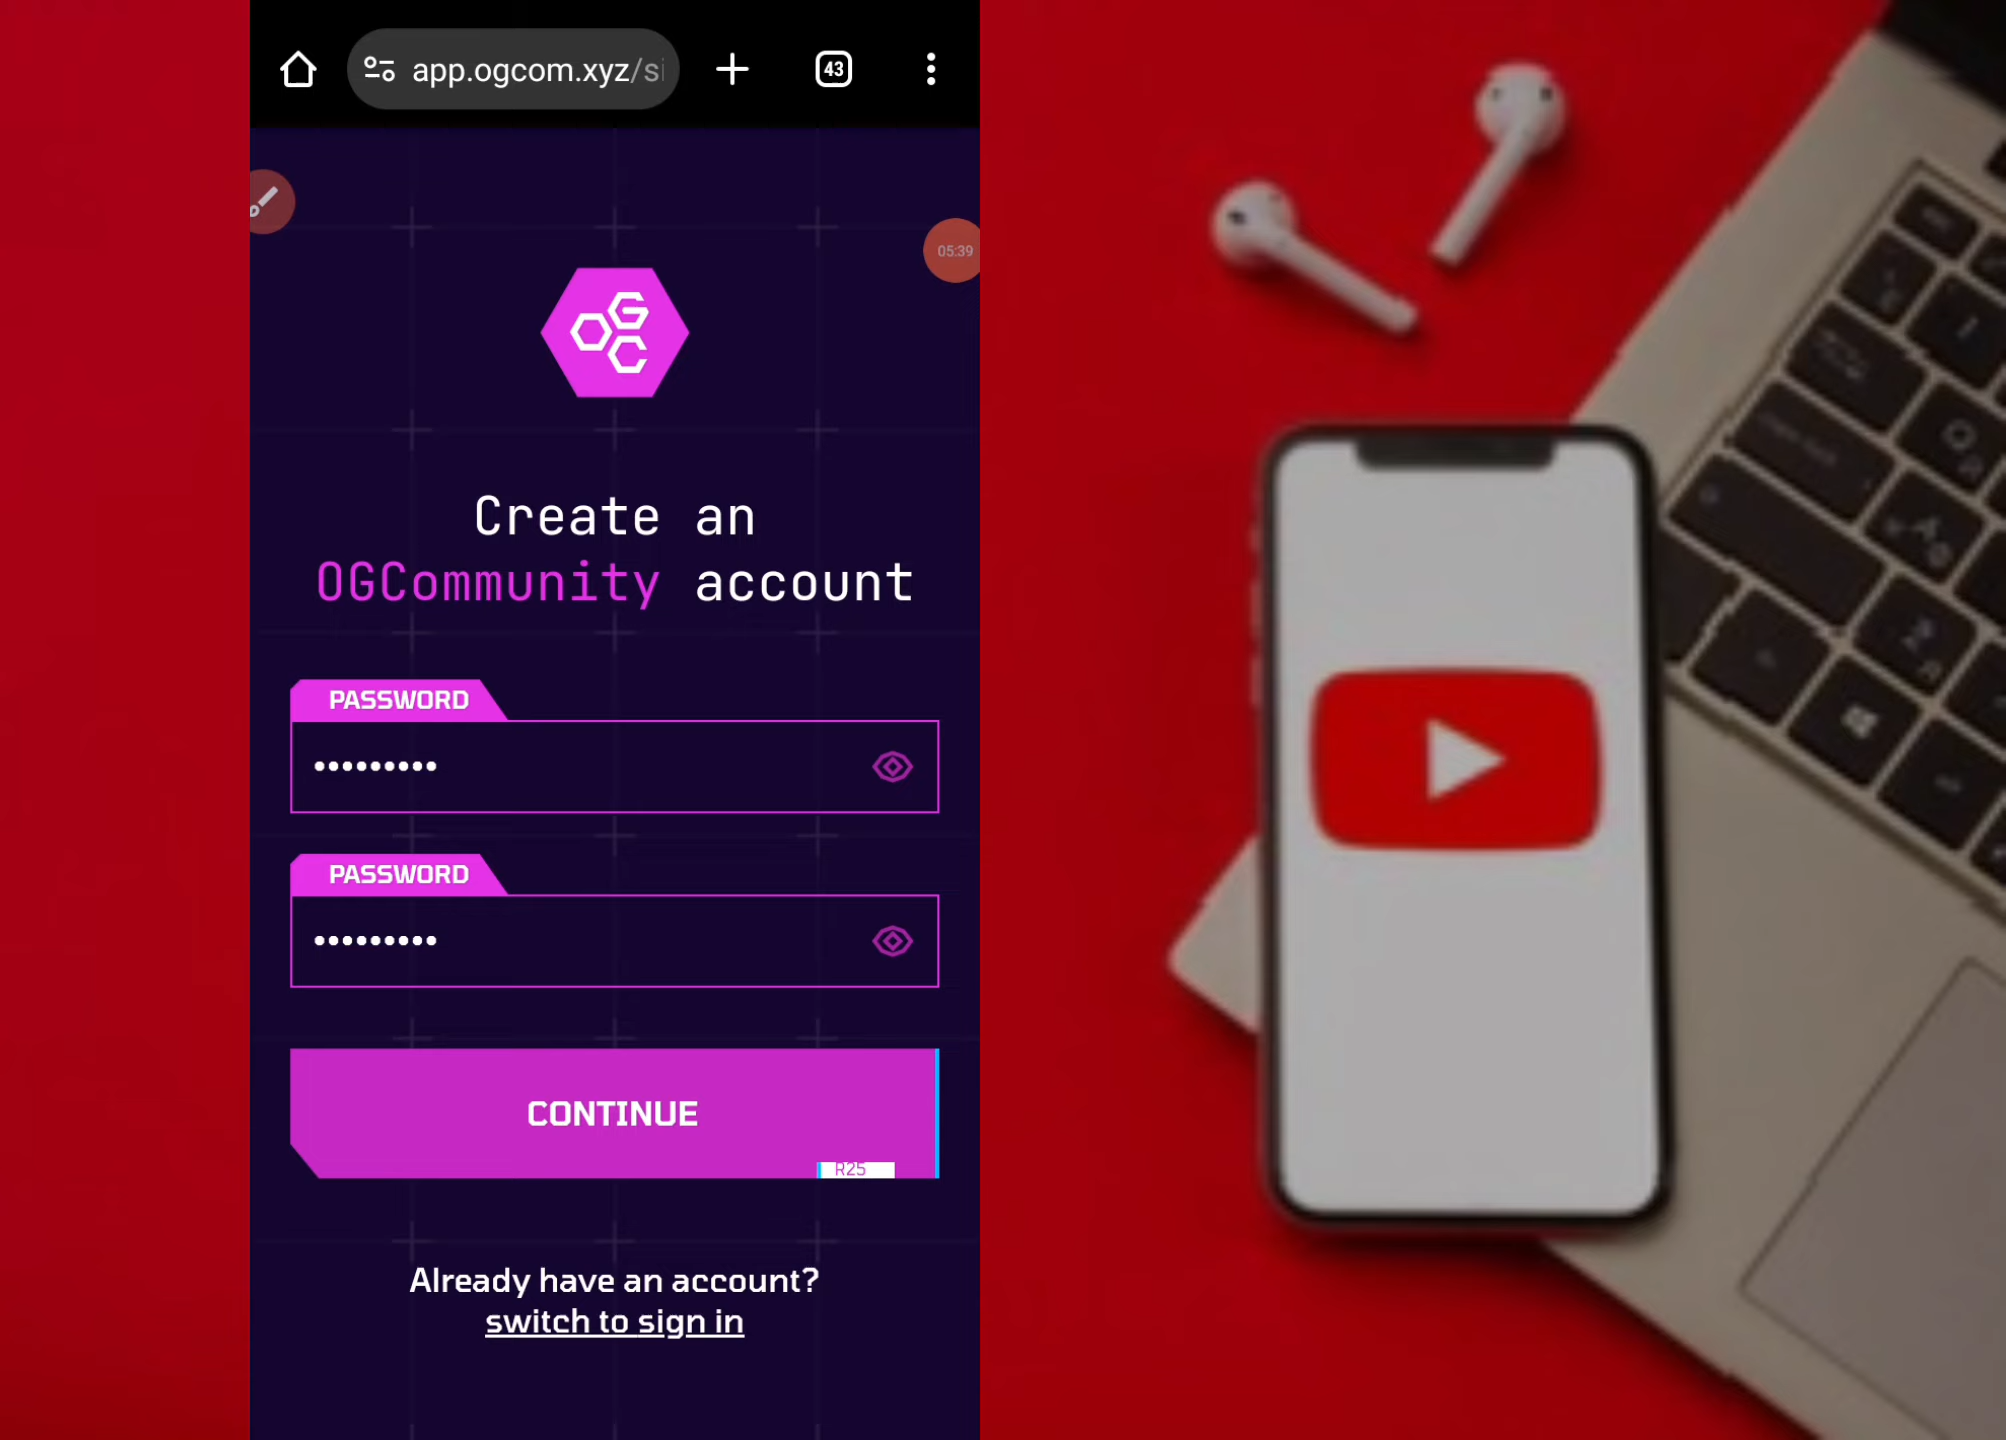 app.ogcom.xyz/si
43
05:39
OGC
Create an
OGCommunity account
PASSWORD
•••••••••
PASSWORD
•••••••••
CONTINUE
R25
Already have an account?
switch to sign in